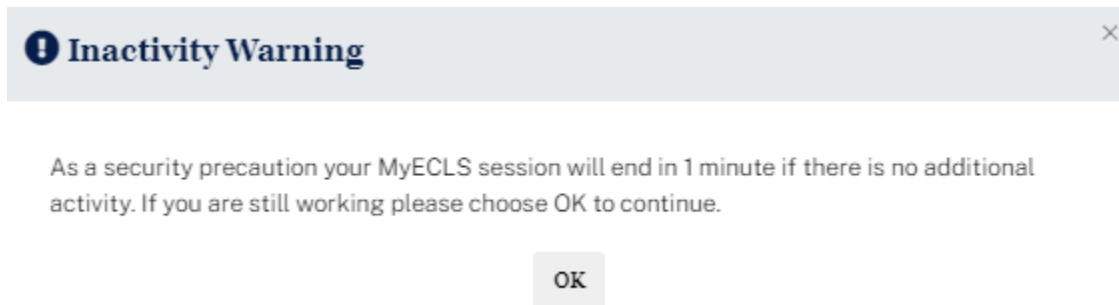 Inactivity Warning
As a security precaution your MyECLS session will end in 1 minute if there is no additional
activity. If you are still working please choose OK to continue.
OK